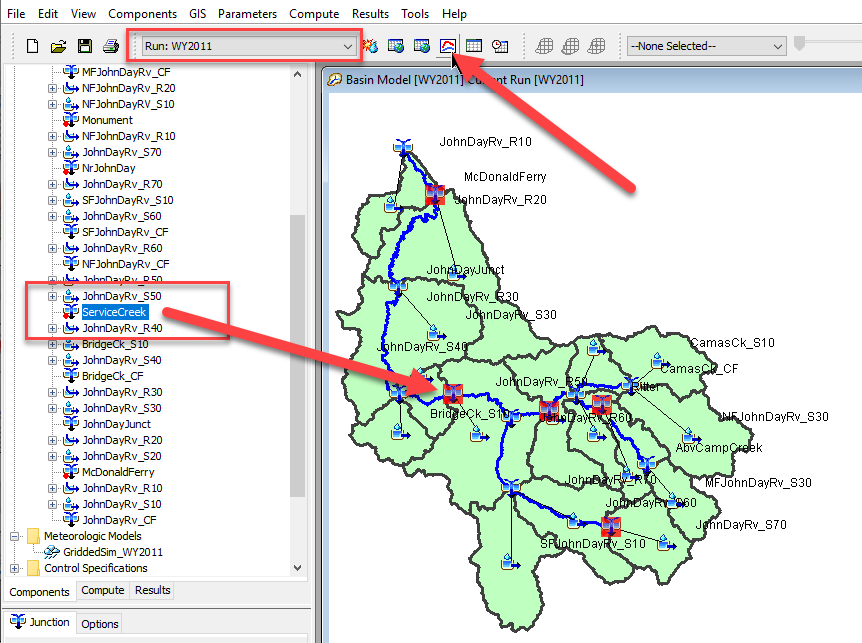 File Edit View Components GIS Parameters Compute Results Tools Help
Run: WY2011
--None Selected--
MFJohnDayRv_CF
NFJohnDayRv_R20
NFJohnDayRv_S10
Monument
NFJohnDayRv_R10
JohnDayRv_S70
NrJohnDay
JohnDayRv_R70
SFJohnDayRv_S10
JohnDayRv_S60
SFJohnDayRv_CF
JohnDayRv_R60
NFJohnDayRv_CF
JohnDayRv_R50
JohnDayRv_S50
ServiceCreek
JohnDayRv_R40
BridgeCk_S10
JohnDayRv_S40
BridgeCk_CF
JohnDayRv_R30
JohnDayRv_S30
JohnDayJunct
JohnDayRv_R20
JohnDayRv_S20
McDonaldFerry
JohnDayRv_R10
JohnDayRv_S10
JohnDayRv_CF
Meteorologic Models
GriddedSim_WY2011
Control Specifications
Components Compute Results
Junction Options
Basin Model [WY2011] Current Run [WY2011]
JohnDayRv_R10
McDonaldFerry
JohnDayRv_R20
JohnDayJunct
JohnDayRv_R30
JohnDayRv_S30
JohnDayRv_S40
CamasCk_S10
CamasCk_CF
JohnDayRv_R50
Ritter
BridgeCk_S10
JohnDayRv_R60
NFJohnDayRv_S30
AbvCampCreek
JohnDayRv_R70
MFJohnDayRv_S30
JohnDayRv_S60
JohnDayRv_S70
SFJohnDayRv_S10